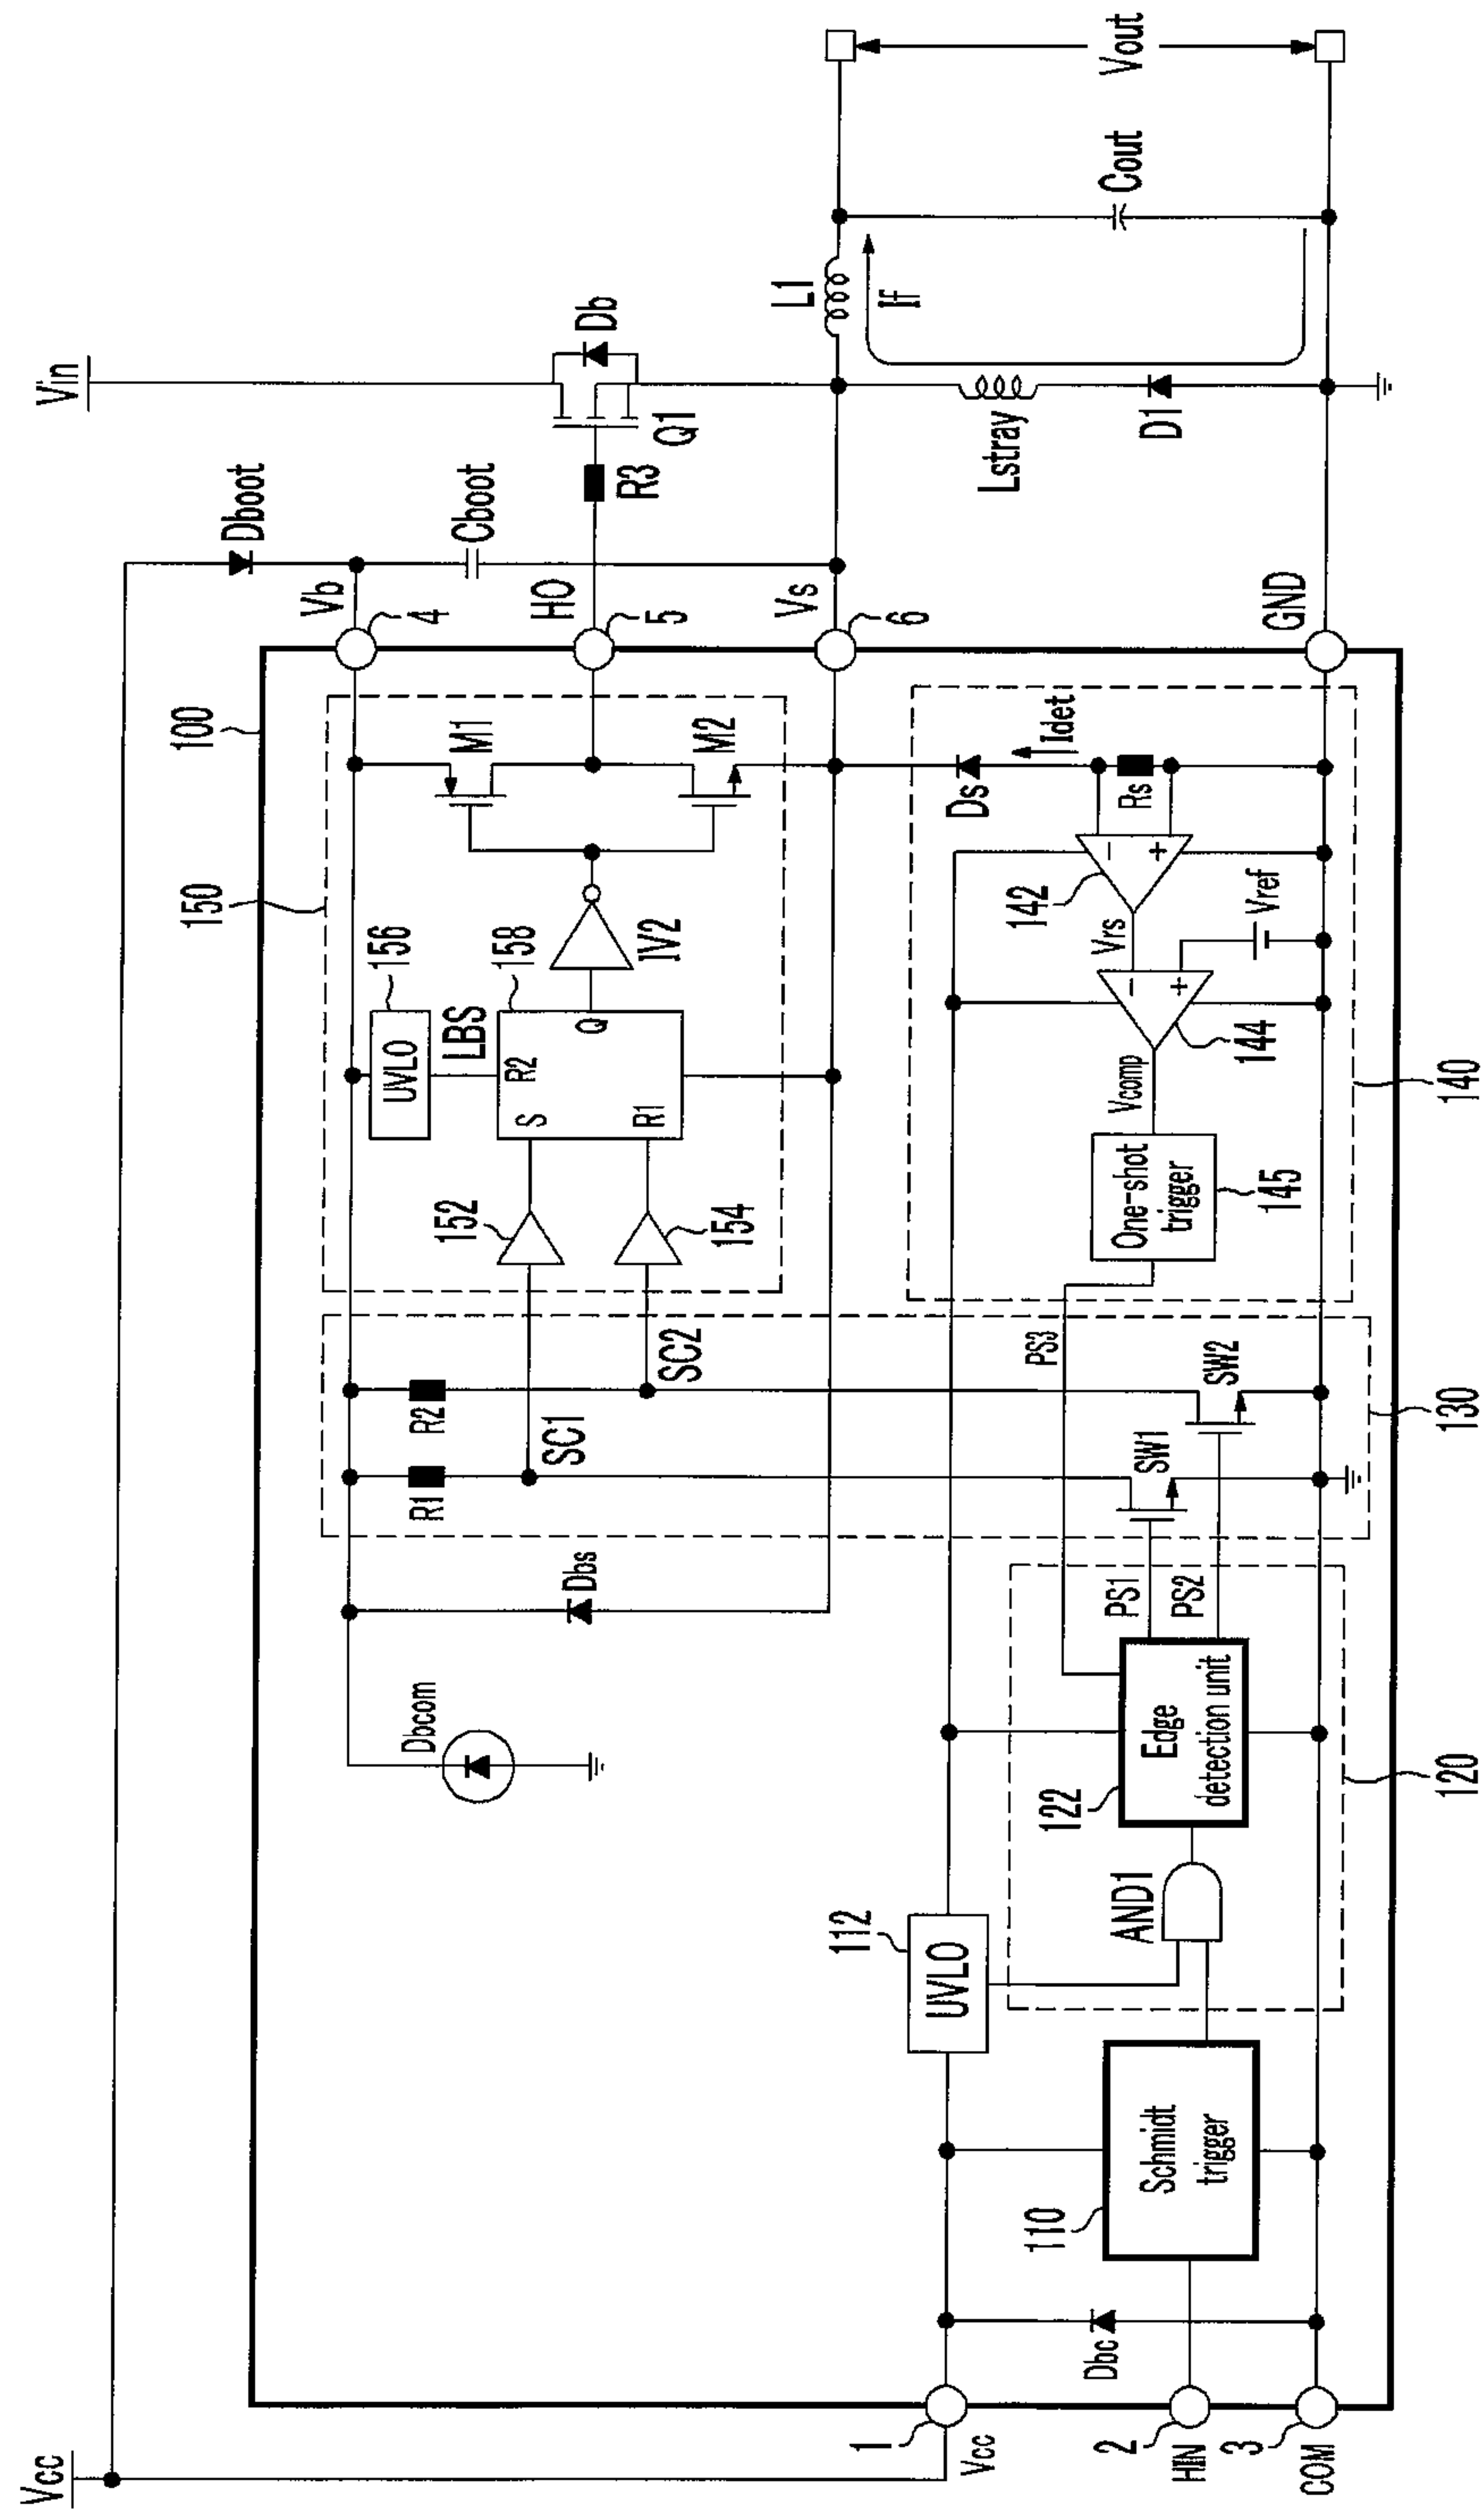 Vcc
Vin
Dboot
Vb
4
Cboot
HO
5
R3
Q1
Db
Vs
6
L1
If
Lstray
D1
Cout
Vout
GND
100
150
156
UVLO
LBS
158
S
R2
R1
Q
IV2
M1
M2
152
154
SC1
SC2
R1
R2
Dbcom
Dbs
Ds
Idet
Rs
142
−
+
Vrs
Vref
144
−
+
Vcomp
One-shot
trigger
145
140
PS3
SW1
SW2
130
PS1
PS2
122
Edge
detection unit
120
AND1
112
UVLO
110
Schmidt
trigger
Dbc
1
Vcc
2
HIN
3
COM